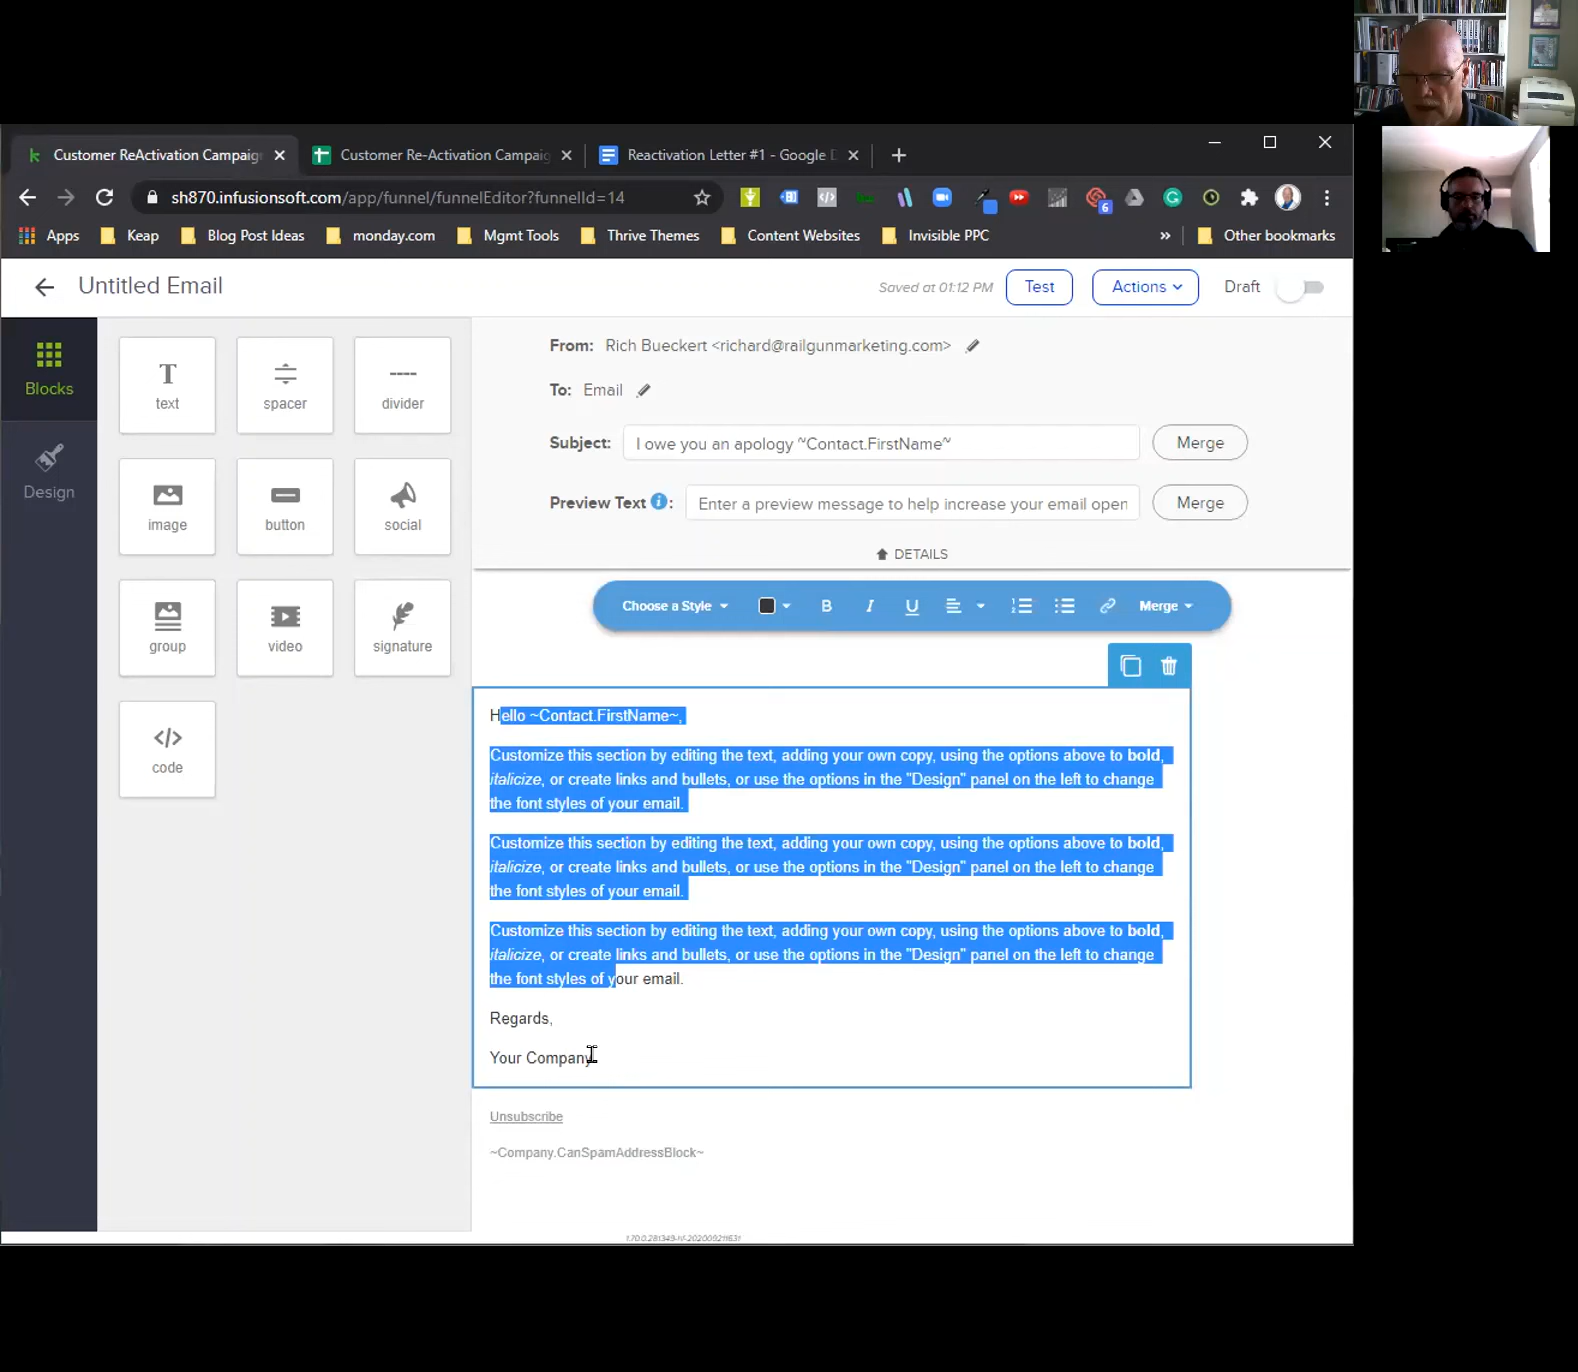 Customer ReActivation Campaig
Customer Re-Activation Campaig
Reactivation Letter #1 - Google D
sh870.infusionsoft.com/app/funnel/funnelEditor?funnelId=14
6
Apps
Keap
Blog Post Ideas
monday.com
Mgmt Tools
Thrive Themes
Content Websites
Invisible PPC
»
Other bookmarks
Untitled Email
Saved at 01:12 PM
Test
Actions
Draft
Blocks
Design
text
spacer
divider
image
button
social
group
video
signature
code
From: Rich Bueckert <richard@railgunmarketing.com>
To: Email
Subject: I owe you an apology ~Contact.FirstName~
Merge
Preview Text : Enter a preview message to help increase your email open
Merge
DETAILS
Choose a Style
B I U
Merge
Hello ~Contact.FirstName~,
Customize this section by editing the text, adding your own copy, using the options above to bold,
italicize, or create links and bullets, or use the options in the "Design" panel on the left to change
the font styles of your email.
Customize this section by editing the text, adding your own copy, using the options above to bold,
italicize, or create links and bullets, or use the options in the "Design" panel on the left to change
the font styles of your email.
Customize this section by editing the text, adding your own copy, using the options above to bold,
italicize, or create links and bullets, or use the options in the "Design" panel on the left to change
the font styles of your email.
Regards,
Your Company
Unsubscribe
~Company.CanSpamAddressBlock~